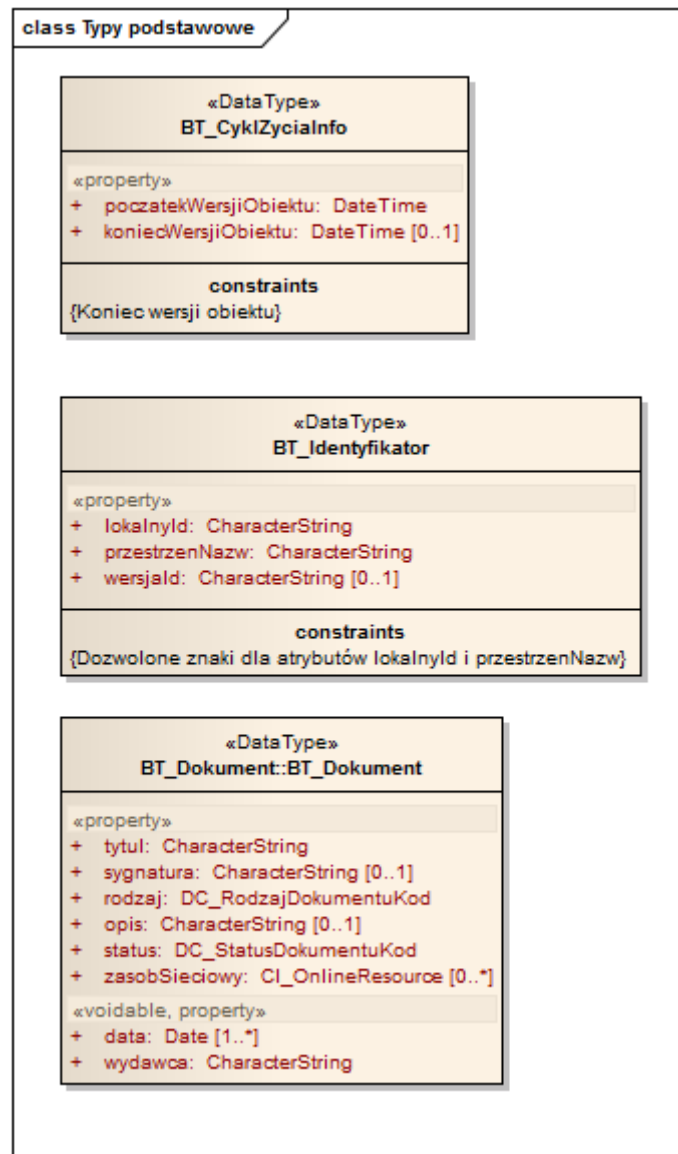 class Typy podstawowe
«DataType»
BT_CyklZyciaInfo
«property»
+ poczatekWersjiObiektu: DateTime
+ koniecWersjiObiektu: DateTime [0..1]
constraints
{Koniec wersji obiektu}
«DataType»
BT_Identyfikator
«property»
+ lokalnyId: CharacterString
+ przestrzenNazw: CharacterString
+ wersjaId: CharacterString [0..1]
constraints
{Dozwolone znaki dla atrybutów lokalnyId i przestrzenNazw}
«DataType»
BT_Dokument::BT_Dokument
«property»
+ tytul: CharacterString
+ sygnatura: CharacterString [0..1]
+ rodzaj: DC_RodzajDokumentuKod
+ opis: CharacterString [0..1]
+ status: DC_StatusDokumentuKod
+ zasobSieciowy: CI_OnlineResource [0..*]
«voidable, property»
+ data: Date [1..*]
+ wydawca: CharacterString